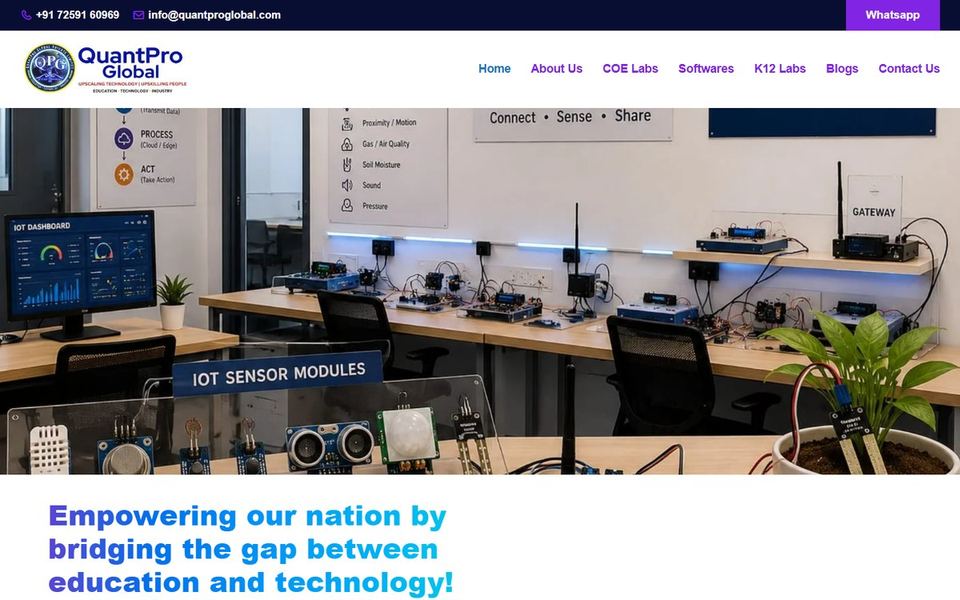 +91 72591 60969
info@quantproglobal.com
Whatsapp
QPG
QuantPro
Global
UPSCALING TECHNOLOGY | UPSKILLING PEOPLE
EDUCATION · TECHNOLOGY · INDUSTRY
Home
About Us
COE Labs
Softwares
K12 Labs
Blogs
Contact Us
(Transmit Data)
PROCESS
(Cloud / Edge)
ACT
(Take Action)
Proximity / Motion
Gas / Air Quality
Soil Moisture
Sound
Pressure
Connect • Sense • Share
GATEWAY
IOT DASHBOARD
IOT SENSOR MODULES
Empowering our nation by
bridging the gap between
education and technology!